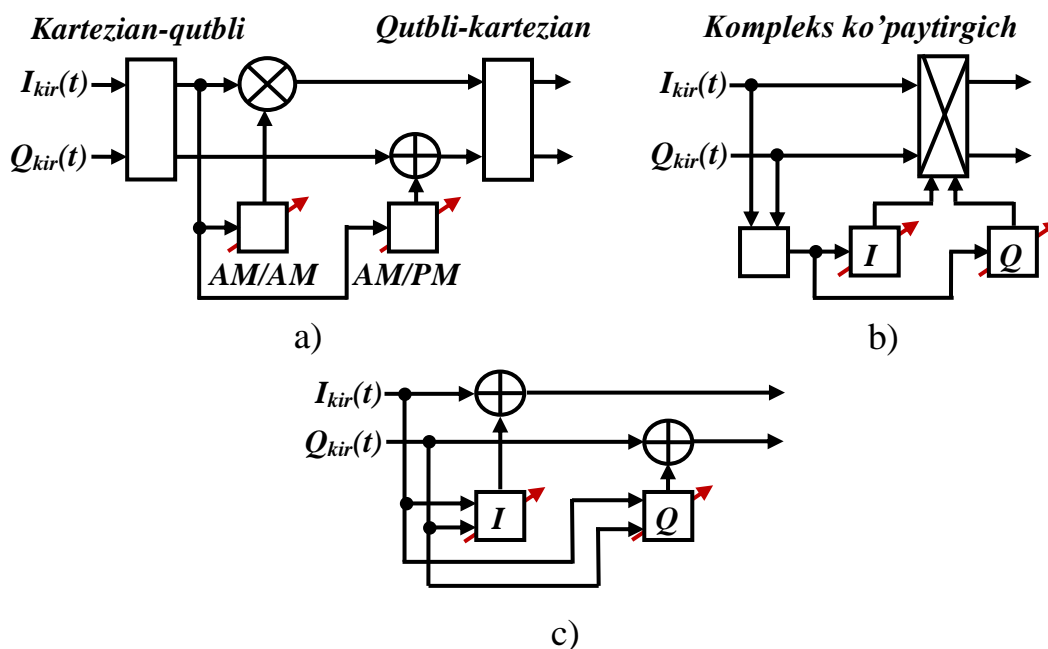 Kartezian-qutbli
Qutbli-kartezian
I_kir(t)
Q_kir(t)
AM/AM
AM/PM
a)
Kompleks ko’paytirgich
I_kir(t)
Q_kir(t)
I
Q
b)
I_kir(t)
Q_kir(t)
I
Q
c)